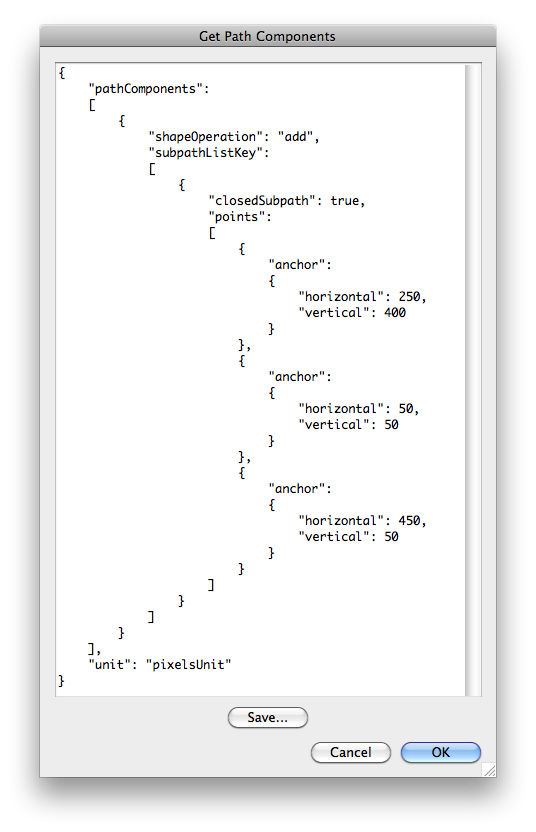 Get Path Components
{
    "pathComponents":
    [
        {
            "shapeOperation": "add",
            "subpathListKey":
            [
                {
                    "closedSubpath": true,
                    "points":
                    [
                        {
                            "anchor":
                            {
                                "horizontal": 250,
                                "vertical": 400
                            }
                        },
                        {
                            "anchor":
                            {
                                "horizontal": 50,
                                "vertical": 50
                            }
                        },
                        {
                            "anchor":
                            {
                                "horizontal": 450,
                                "vertical": 50
                            }
                        }
                    ]
                }
            ]
        }
    ],
    "unit": "pixelsUnit"
}
Save...
Cancel OK